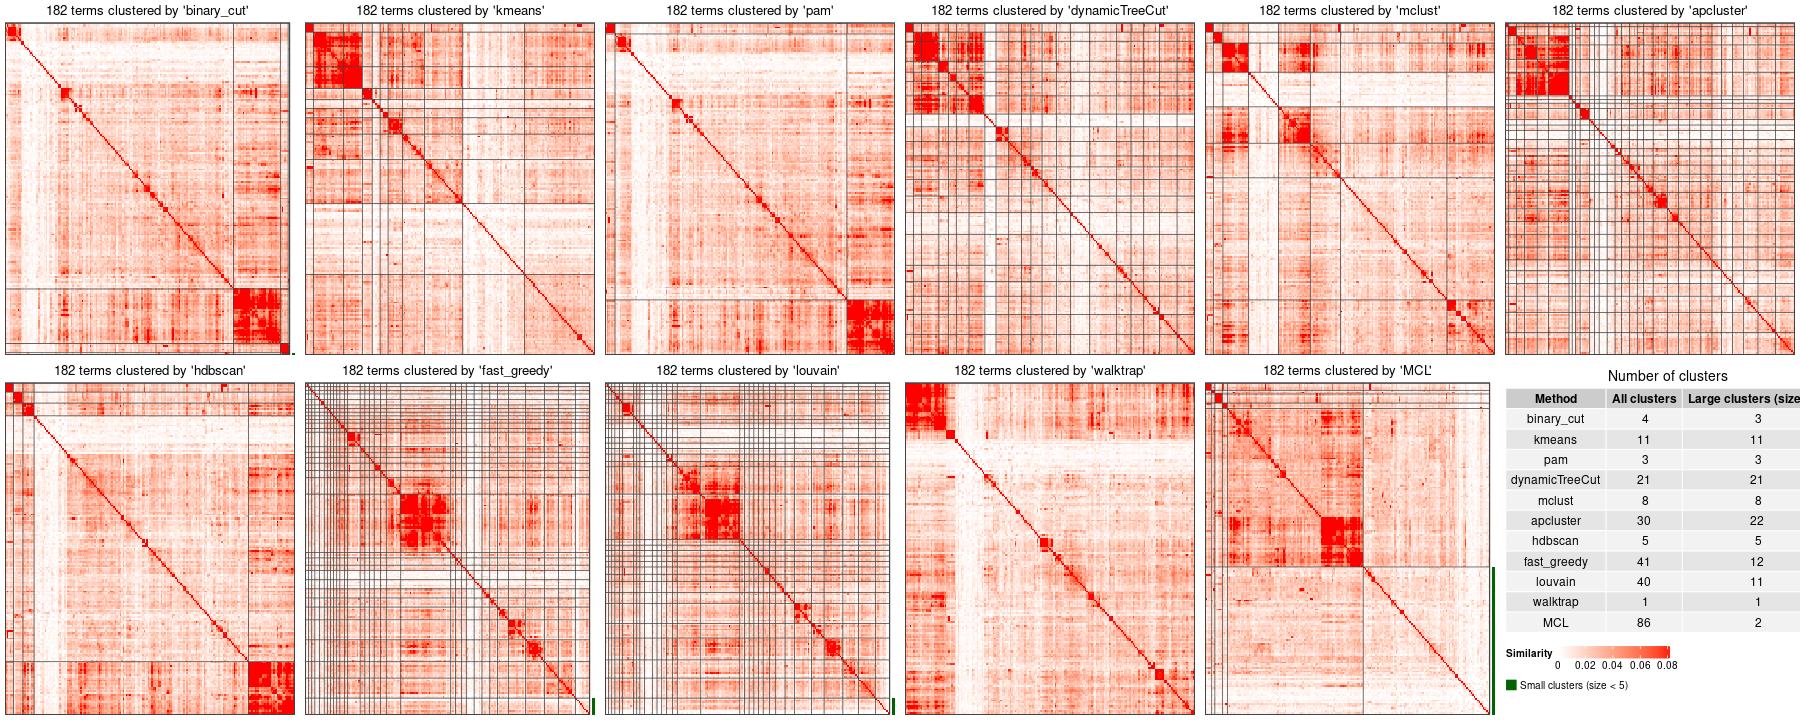 182 terms clustered by 'binary_cut'
182 terms clustered by 'kmeans'
182 terms clustered by 'pam'
182 terms clustered by 'dynamicTreeCut'
182 terms clustered by 'mclust'
182 terms clustered by 'apcluster'
182 terms clustered by 'hdbscan'
182 terms clustered by 'fast_greedy'
182 terms clustered by 'louvain'
182 terms clustered by 'walktrap'
182 terms clustered by 'MCL'
Number of clusters
Method All clusters Large clusters (size
binary_cut 4 3
kmeans 11 11
pam 3 3
dynamicTreeCut 21 21
mclust 8 8
apcluster 30 22
hdbscan 5 5
fast_greedy 41 12
louvain 40 11
walktrap 1 1
MCL 86 2
Similarity
0 0.02 0.04 0.06 0.08
Small clusters (size < 5)